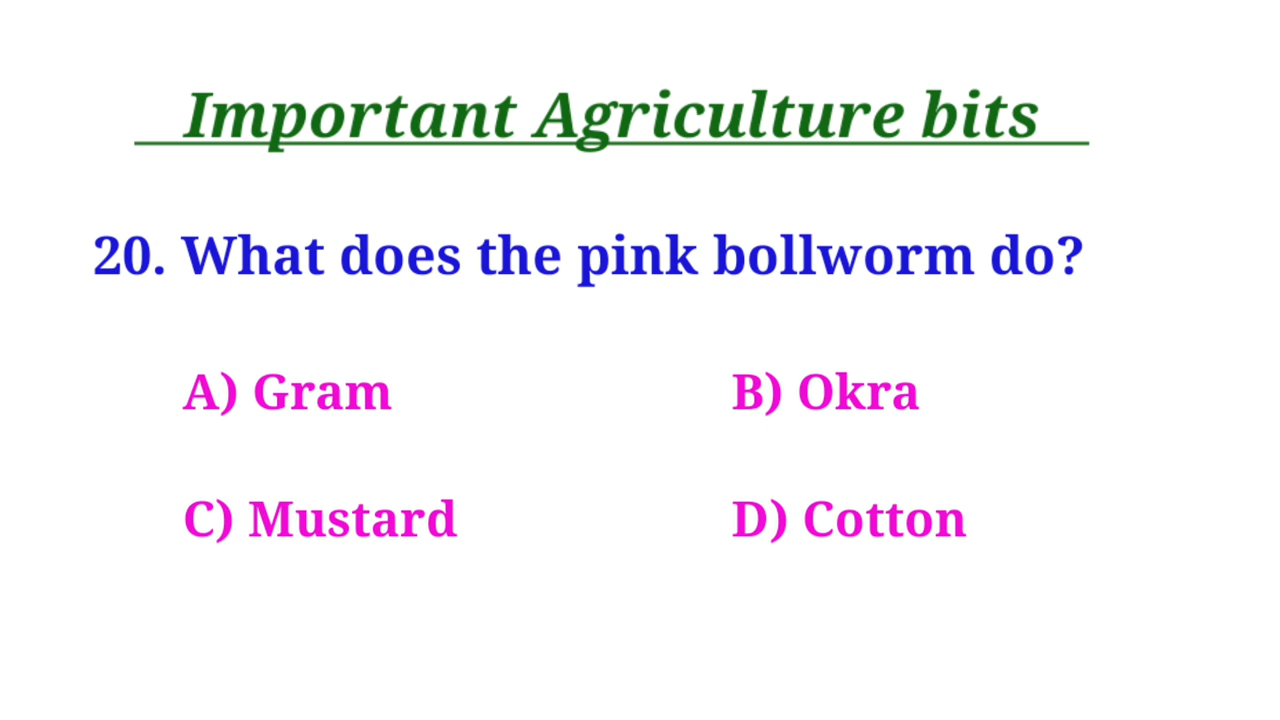 Important Agriculture bits
20. What does the pink bollworm do?
A) Gram B) Okra
C) Mustard D) Cotton